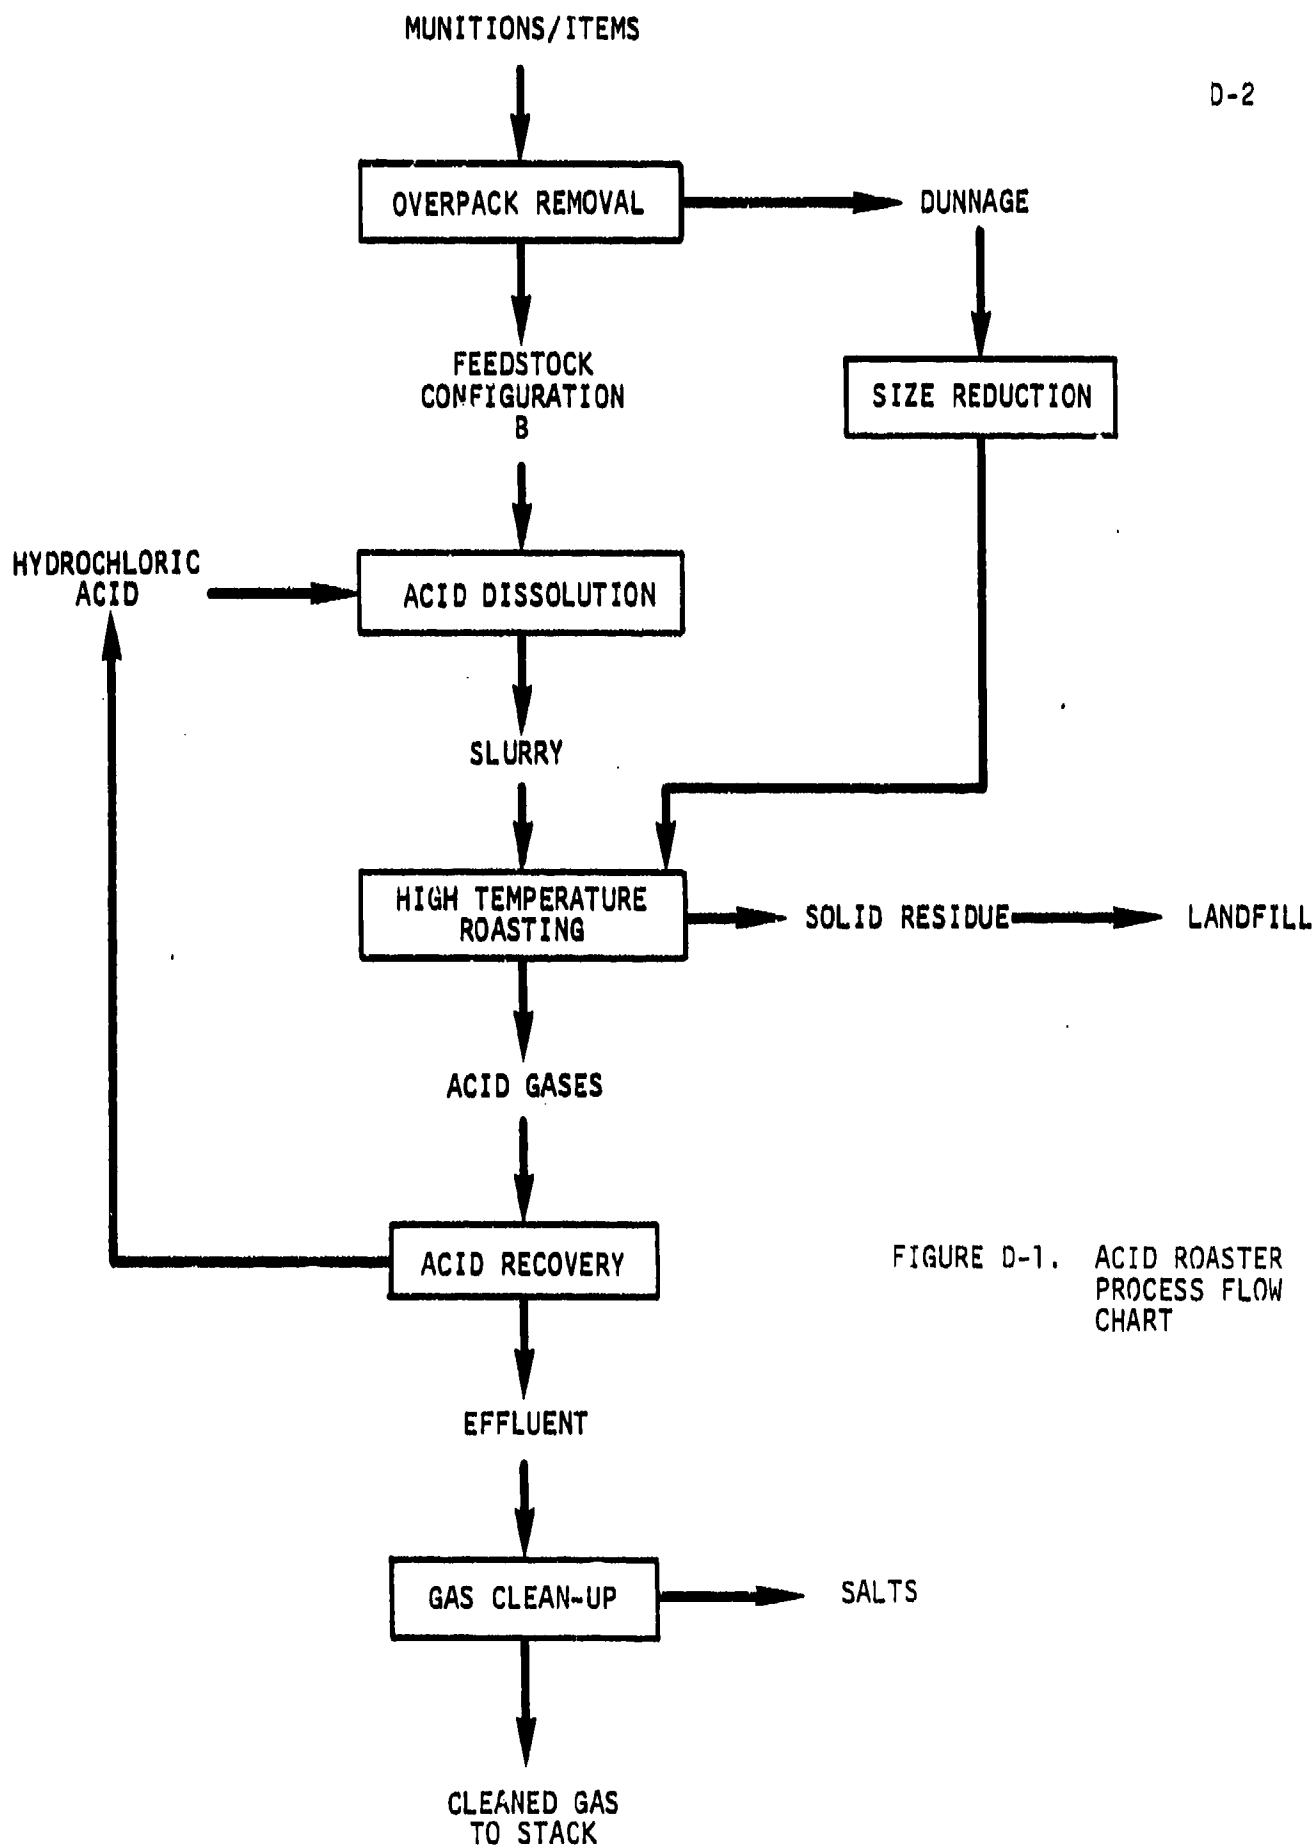 MUNITIONS/ITEMS
D-2
OVERPACK REMOVAL
DUNNAGE
FEEDSTOCK
CONFIGURATION
B
SIZE REDUCTION
HYDROCHLORIC
ACID
ACID DISSOLUTION
SLURRY
HIGH TEMPERATURE
ROASTING
SOLID RESIDUE
LANDFILL
ACID GASES
ACID RECOVERY
FIGURE D-1. ACID ROASTER
PROCESS FLOW
CHART
EFFLUENT
GAS CLEAN-UP
SALTS
CLEANED GAS
TO STACK